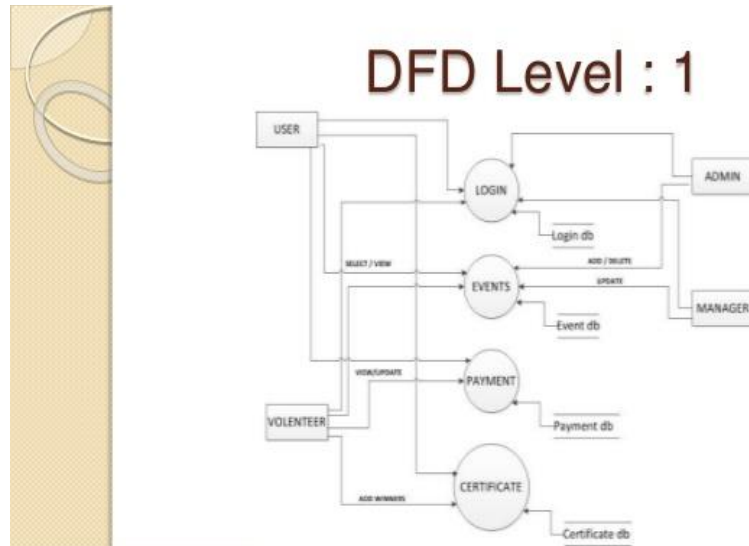 DFD Level : 1
USER
ADMIN
LOGIN
Login db
SELECT / VIEW
ADD / DELETE
EVENTS
UPDATE
MANAGER
Event db
VIEW/UPDATE
PAYMENT
VOLENTEER
Payment db
CERTIFICATE
ADD WINNERS
Certificate db